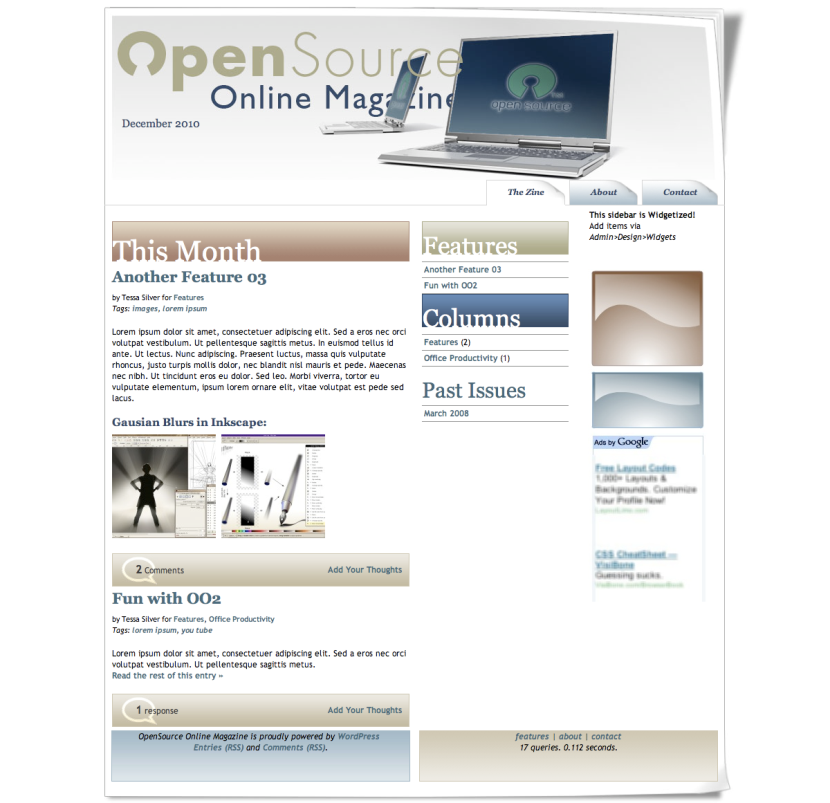 OpenSource
Online Magazine
December 2010
open source
The Zine
About
Contact
This Month
Another Feature 03
by Tessa Silver for Features
Tags: images, lorem ipsum
Lorem ipsum dolor sit amet, consectetuer adipiscing elit. Sed a eros nec orci
volutpat vestibulum. Ut pellentesque sagittis metus. In euismod tellus id
ante. Ut lectus. Nunc adipiscing. Praesent luctus, massa quis vulputate
rhoncus, justo turpis mollis dolor, nec blandit nisl mauris et pede. Maecenas
nec nibh. Ut tincidunt eros eu dolor. Sed leo. Morbi viverra, tortor eu
vulputate elementum, ipsum lorem ornare elit, vitae volutpat est pede sed
lacus.
Gausian Blurs in Inkscape:
2 Comments
Add Your Thoughts
Fun with OO2
by Tessa Silver for Features, Office Productivity
Tags: lorem ipsum, you tube
Lorem ipsum dolor sit amet, consectetuer adipiscing elit. Sed a eros nec orci
volutpat vestibulum. Ut pellentesque sagittis metus.
Read the rest of this entry »
1 response
Add Your Thoughts
Features
Another Feature 03
Fun with OO2
Columns
Features (2)
Office Productivity (1)
Past Issues
March 2008
This sidebar is Widgetized!
Add items via
Admin>Design>Widgets
Ads by Google
Free Layout Codes
1,000+ Layouts &
Backgrounds. Customize
Your Profile Now!
CSS CheatSheet —
VisiBone
Guessing sucks.
OpenSource Online Magazine is proudly powered by WordPress
Entries (RSS) and Comments (RSS).
features | about | contact
17 queries. 0.112 seconds.